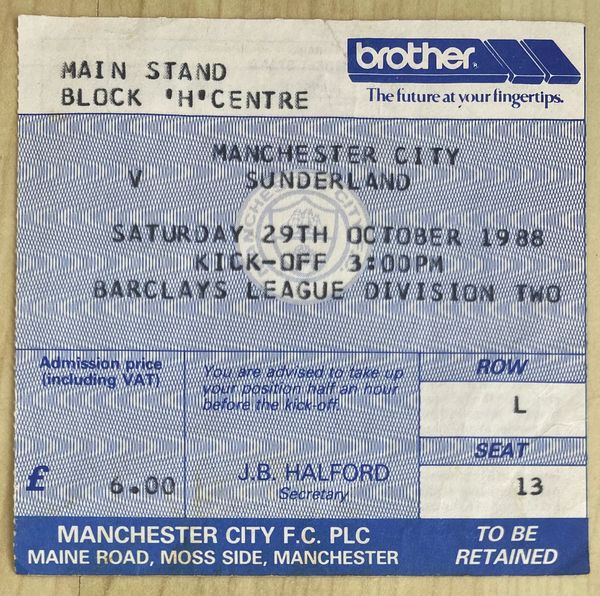 MAIN STAND
BLOCK 'H'CENTRE
brother
The future at your fingertips.
MANCHESTER CITY
V SUNDERLAND
SATURDAY 29TH OCTOBER 1988
KICK-OFF 3:00PM
BARCLAYS LEAGUE DIVISION TWO
Admission price
(including VAT)
£ 6.00
You are advised to take up
your position half an hour
before the kick-off.
J.B. HALFORD
Secretary
ROW
L
SEAT
13
MANCHESTER CITY F.C. PLC
MAINE ROAD, MOSS SIDE, MANCHESTER
TO BE
RETAINED